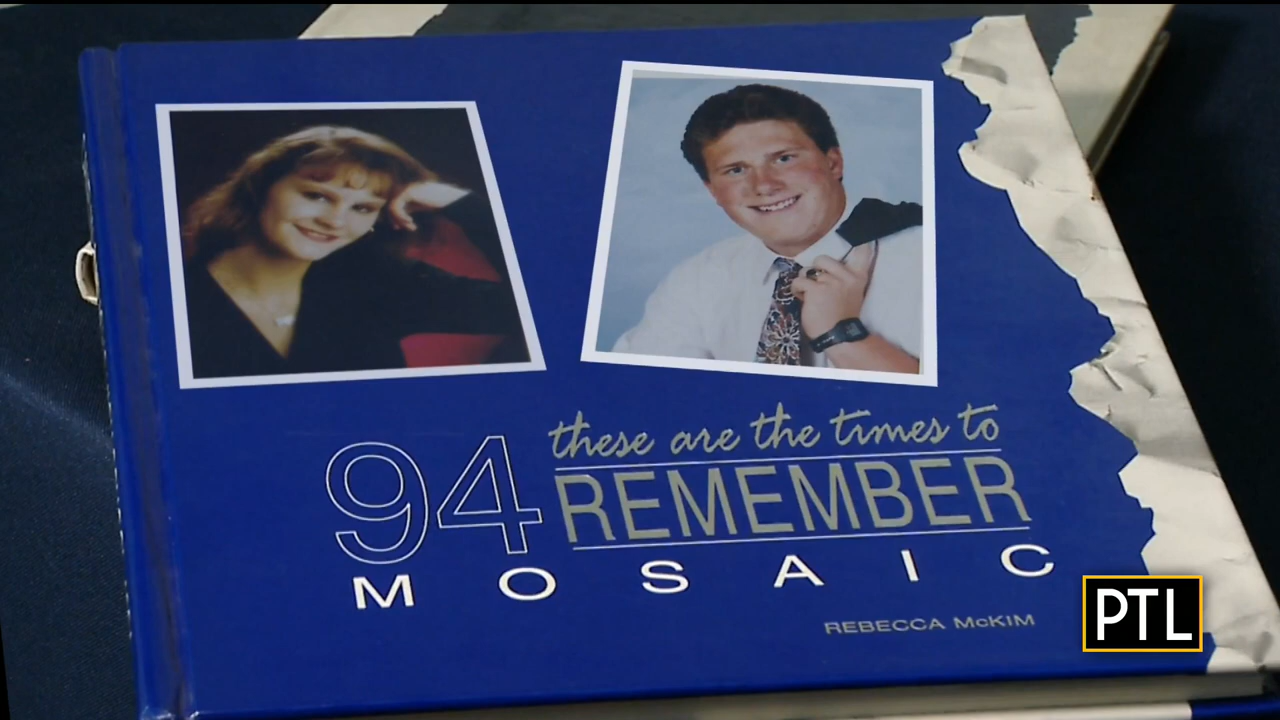 94
these are the times to
REMEMBER
MOSAIC
REBECCA McKIM
PTL